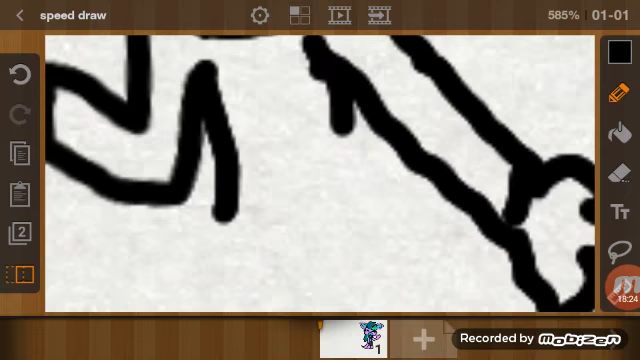 speed draw
585% 01-01
2
Tт
18:24
1
Recorded by mobizen